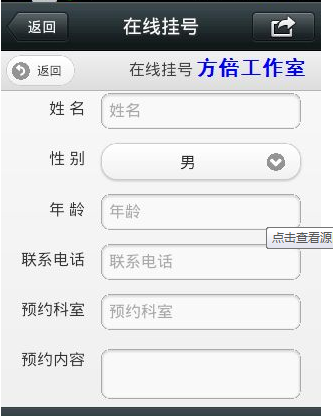 返回 在线挂号
返回 在线挂号 方倍工作室
姓 名 姓名
性 别 男
年 龄 年龄
点击查看源
联系电话 联系电话
预约科室 预约科室
预约内容